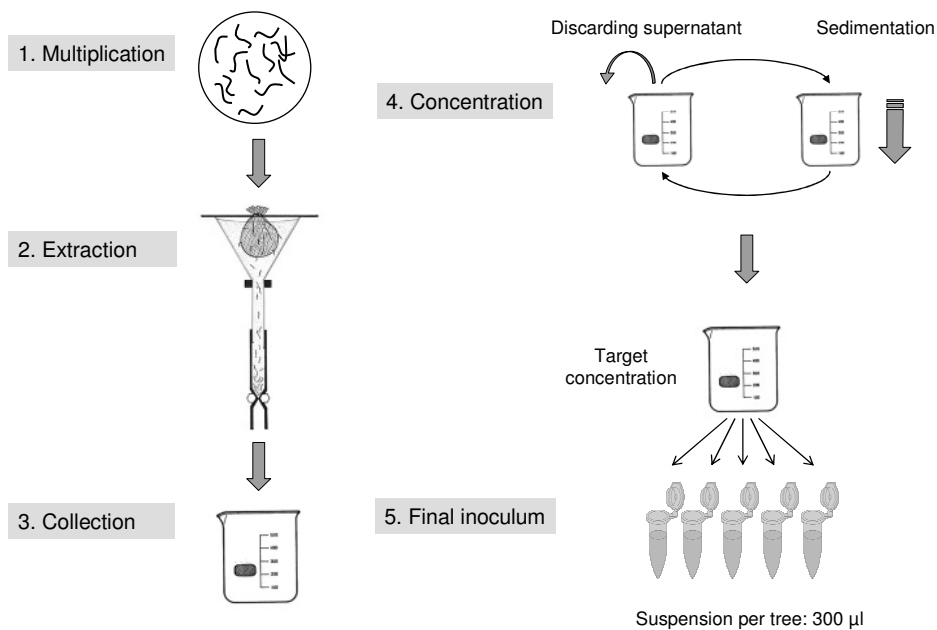 1. Multiplication
2. Extraction
3. Collection
Discarding supernatant
Sedimentation
4. Concentration
Target
concentration
5. Final inoculum
Suspension per tree: 300 µl